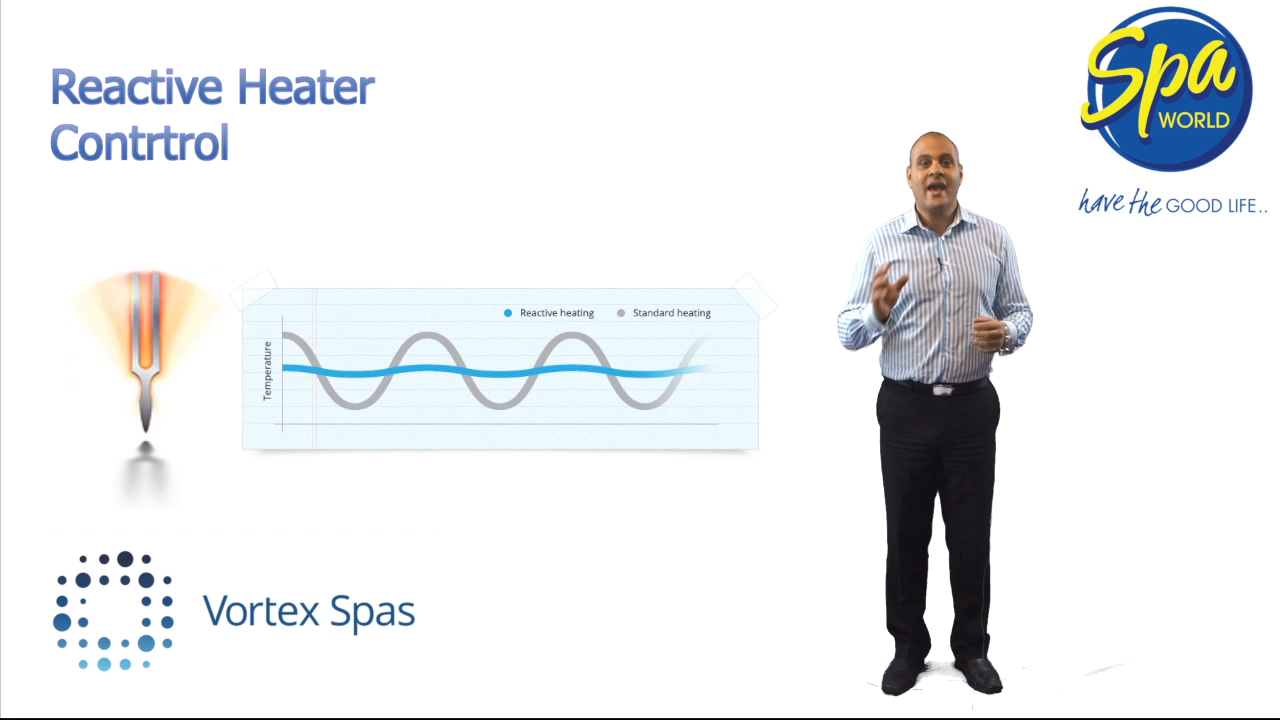 Reactive Heater
Contrtrol
Spa
WORLD
have the GOOD LIFE..
Reactive heating
Standard heating
Temperature
Vortex Spas